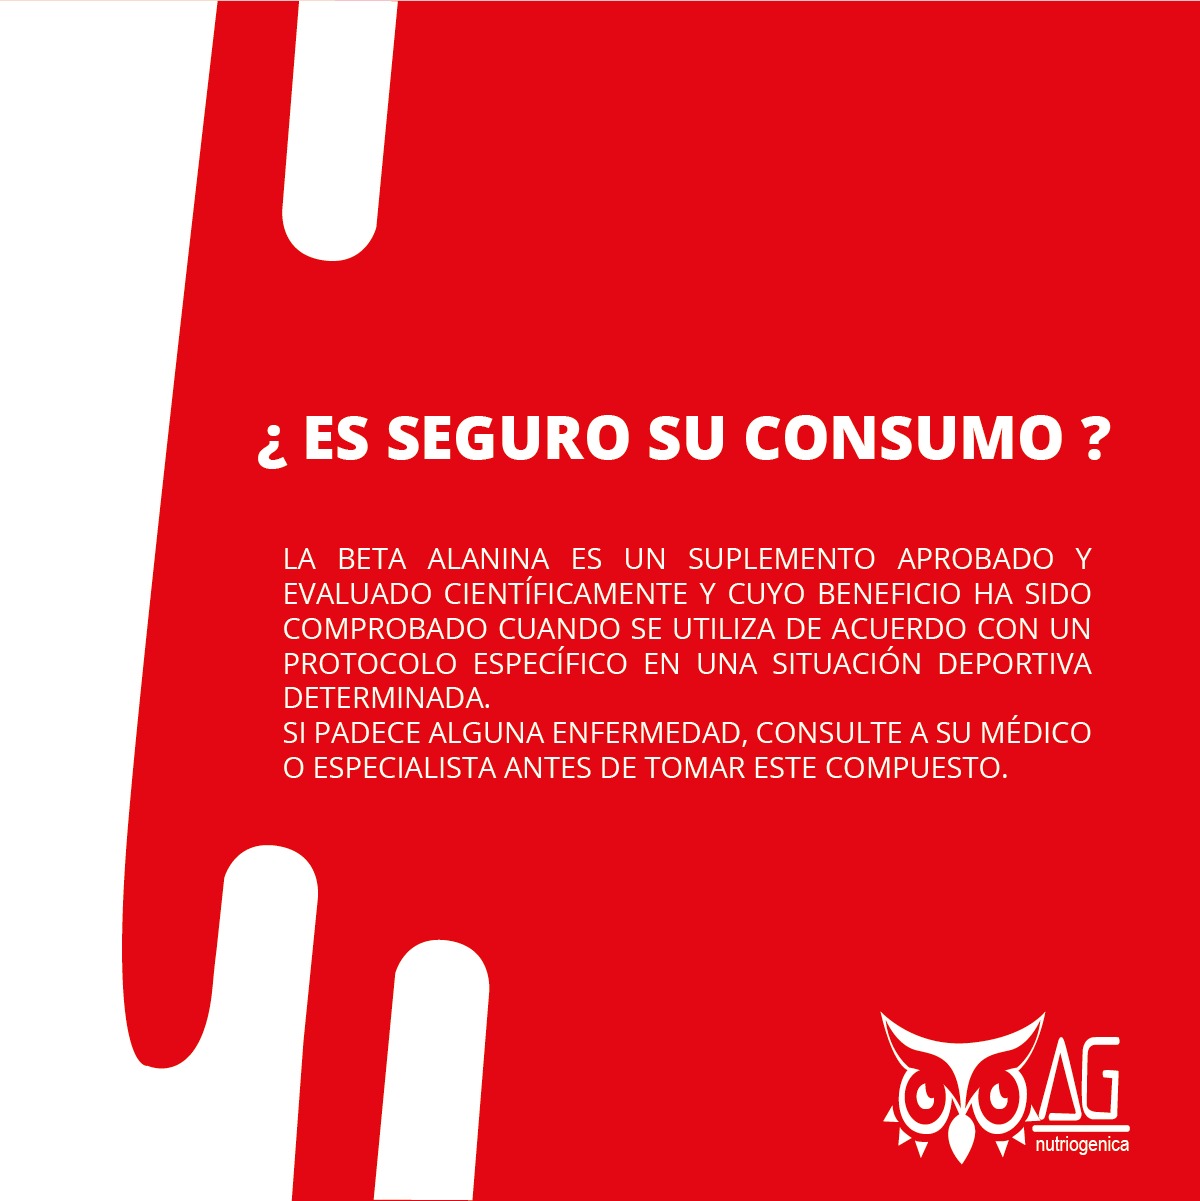 ¿ ES SEGURO SU CONSUMO ?
LA BETA ALANINA ES UN SUPLEMENTO APROBADO Y
EVALUADO CIENTÍFICAMENTE Y CUYO BENEFICIO HA SIDO
COMPROBADO CUANDO SE UTILIZA DE ACUERDO CON UN
PROTOCOLO ESPECÍFICO EN UNA SITUACIÓN DEPORTIVA
DETERMINADA.
SI PADECE ALGUNA ENFERMEDAD, CONSULTE A SU MÉDICO
O ESPECIALISTA ANTES DE TOMAR ESTE COMPUESTO.
AG
nutriogenica